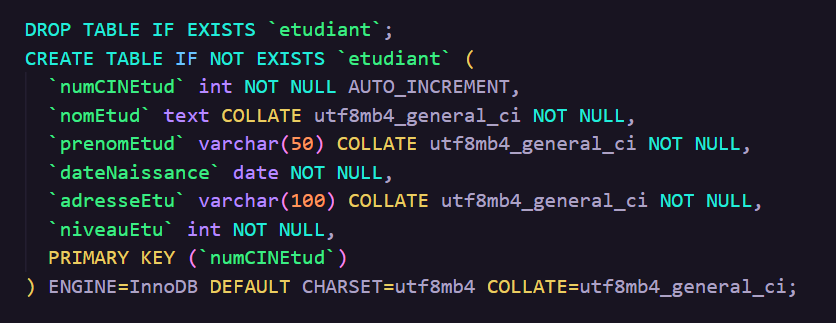 DROP TABLE IF EXISTS `etudiant`;
CREATE TABLE IF NOT EXISTS `etudiant` (
  `numCINEtud` int NOT NULL AUTO_INCREMENT,
  `nomEtud` text COLLATE utf8mb4_general_ci NOT NULL,
  `prenomEtud` varchar(50) COLLATE utf8mb4_general_ci NOT NULL,
  `dateNaissance` date NOT NULL,
  `adresseEtu` varchar(100) COLLATE utf8mb4_general_ci NOT NULL,
  `niveauEtu` int NOT NULL,
  PRIMARY KEY (`numCINEtud`)
) ENGINE=InnoDB DEFAULT CHARSET=utf8mb4 COLLATE=utf8mb4_general_ci;